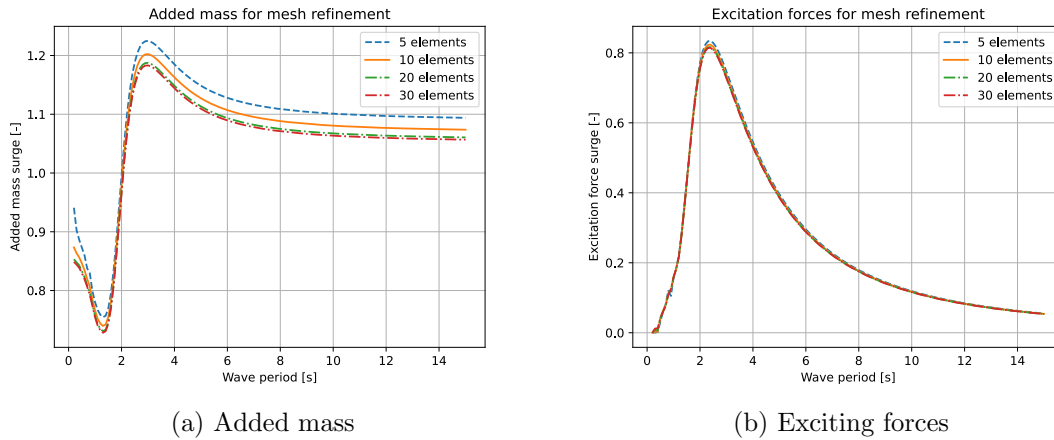 Added mass for mesh refinement
1.2
1.1
1.0
0.9
0.8
Added mass surge [-]
5 elements
10 elements
20 elements
30 elements
0 2 4 6 8 10 12 14
Wave period [s]
(a) Added mass
Excitation forces for mesh refinement
0.8
0.6
0.4
0.2
0.0
Excitation force surge [-]
5 elements
10 elements
20 elements
30 elements
0 2 4 6 8 10 12 14
Wave period [s]
(b) Exciting forces